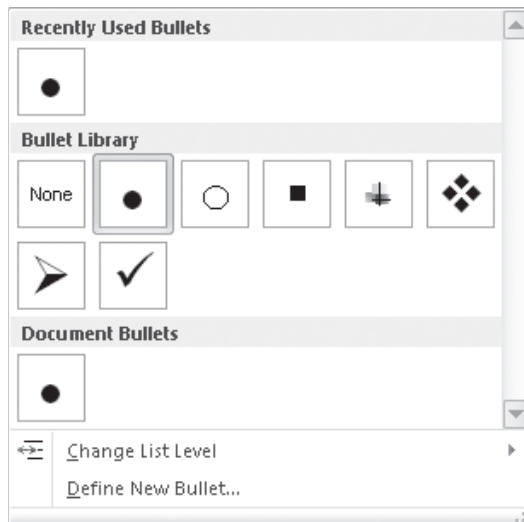 Recently Used Bullets
Bullet Library
None
Document Bullets
Change List Level
Define New Bullet...